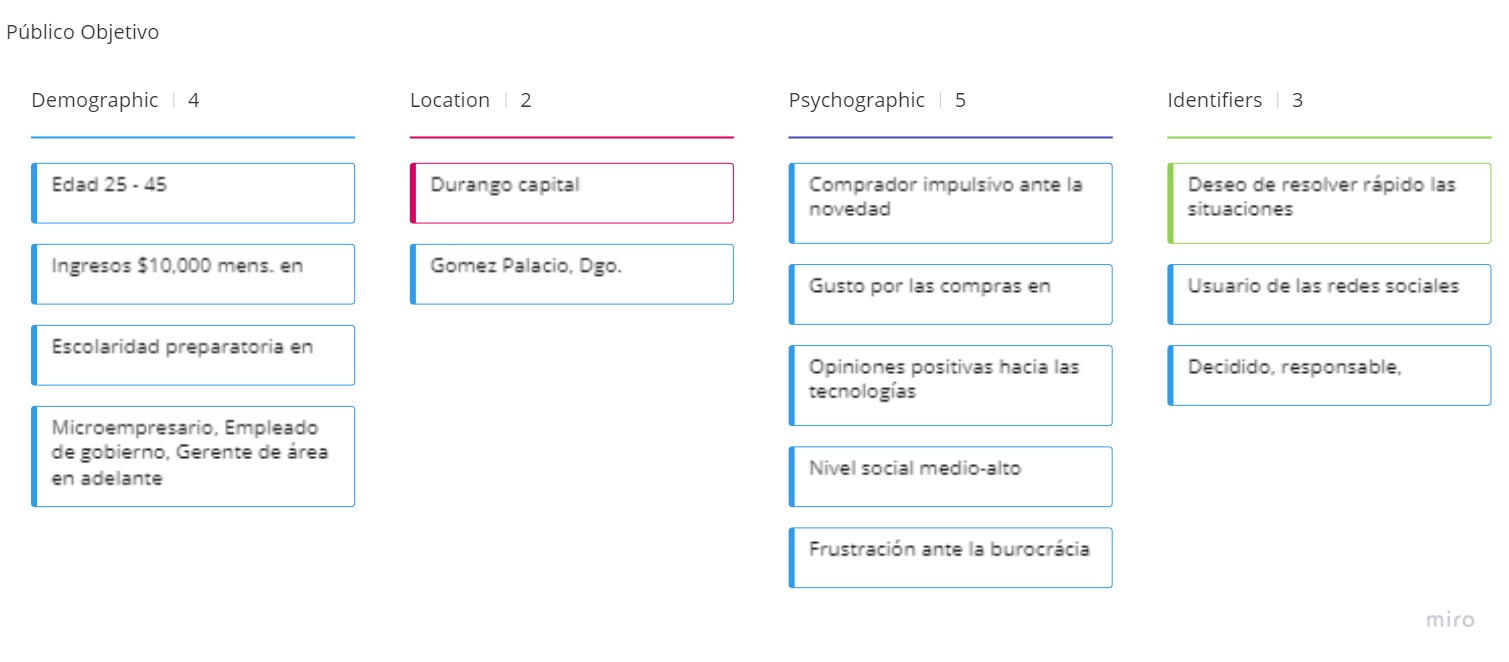 Público Objetivo
Demographic | 4
Edad 25 - 45
Ingresos $10,000 mens. en
Escolaridad preparatoria en
Microempresario, Empleado
de gobierno, Gerente de área
en adelante
Location | 2
Durango capital
Gomez Palacio, Dgo.
Psychographic | 5
Comprador impulsivo ante la
novedad
Gusto por las compras en
Opiniones positivas hacia las
tecnologías
Nivel social medio-alto
Frustración ante la burocrácia
Identifiers | 3
Deseo de resolver rápido las
situaciones
Usuario de las redes sociales
Decidido, responsable,
miro